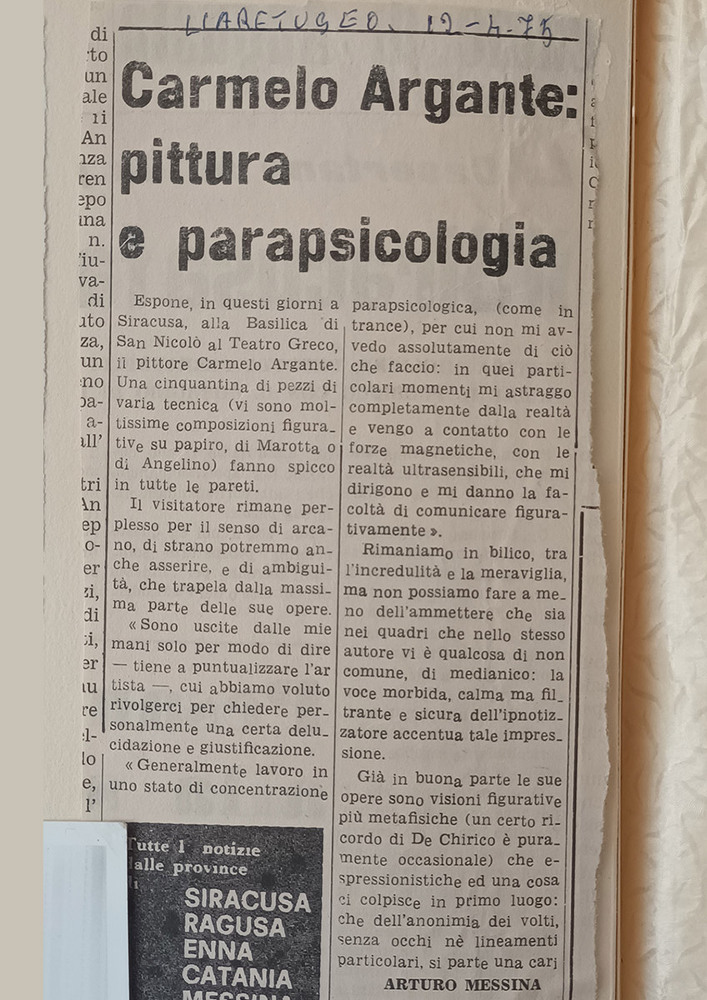 12-4-75
Carmelo Argante:
pittura
e parapsicologia
Espone, in questi giorni a
Siracusa, alla Basilica di
San Nicolò al Teatro Greco,
il pittore Carmelo Argante.
Una cinquantina di pezzi di
varia tecnica (vi sono mol-
tissime composizioni figura-
tive su papiro, di Marotta o
di Angelino) fanno spicco
in tutte le pareti.
Il visitatore rimane per-
plesso per il senso di arca-
no, di strano potremmo an-
che asserire, e di ambigui-
tà, che trapela dalla massi-
ma parte delle sue opere.
« Sono uscite dalle mie
mani solo per modo di dire
— tiene a puntualizzare l'ar
tista —, cui abbiamo voluto
rivolgerci per chiedere per-
sonalmente una certa delu-
cidazione e giustificazione.
« Generalmente lavoro in
uno stato di concentrazione
parapsicologica, (come in
trance), per cui non mi av-
vedo assolutamente di ciò
che faccio: in quei parti-
colari momenti mi astraggo
completamente dalla realtà
e vengo a contatto con le
forze magnetiche, con le
realtà ultrasensibili, che mi
dirigono e mi danno la fa-
coltà di comunicare figura-
tivamente ».
Rimaniamo in bilico, tra
l'incredulità e la meraviglia,
ma non possiamo fare a me-
no dell'ammettere che sia
nei quadri che nello stesso
autore vi è qualcosa di non
comune, di medianico: la
voce morbida, calma ma fil-
trante e sicura dell'ipnotiz-
zatore accentua tale impres-
sione.
Già in buona parte le sue
opere sono visioni figurative
più metafisiche (un certo ri-
cordo di De Chirico è pura-
mente occasionale) che e-
spressionistiche ed una cosa
ci colpisce in primo luogo:
che dell'anonimia dei volti,
senza occhi nè lineamenti
particolari, si parte una cari
ARTURO MESSINA
Tutte l notizie
dalle province
SIRACUSA
RAGUSA
ENNA
CATANIA
MESSINA